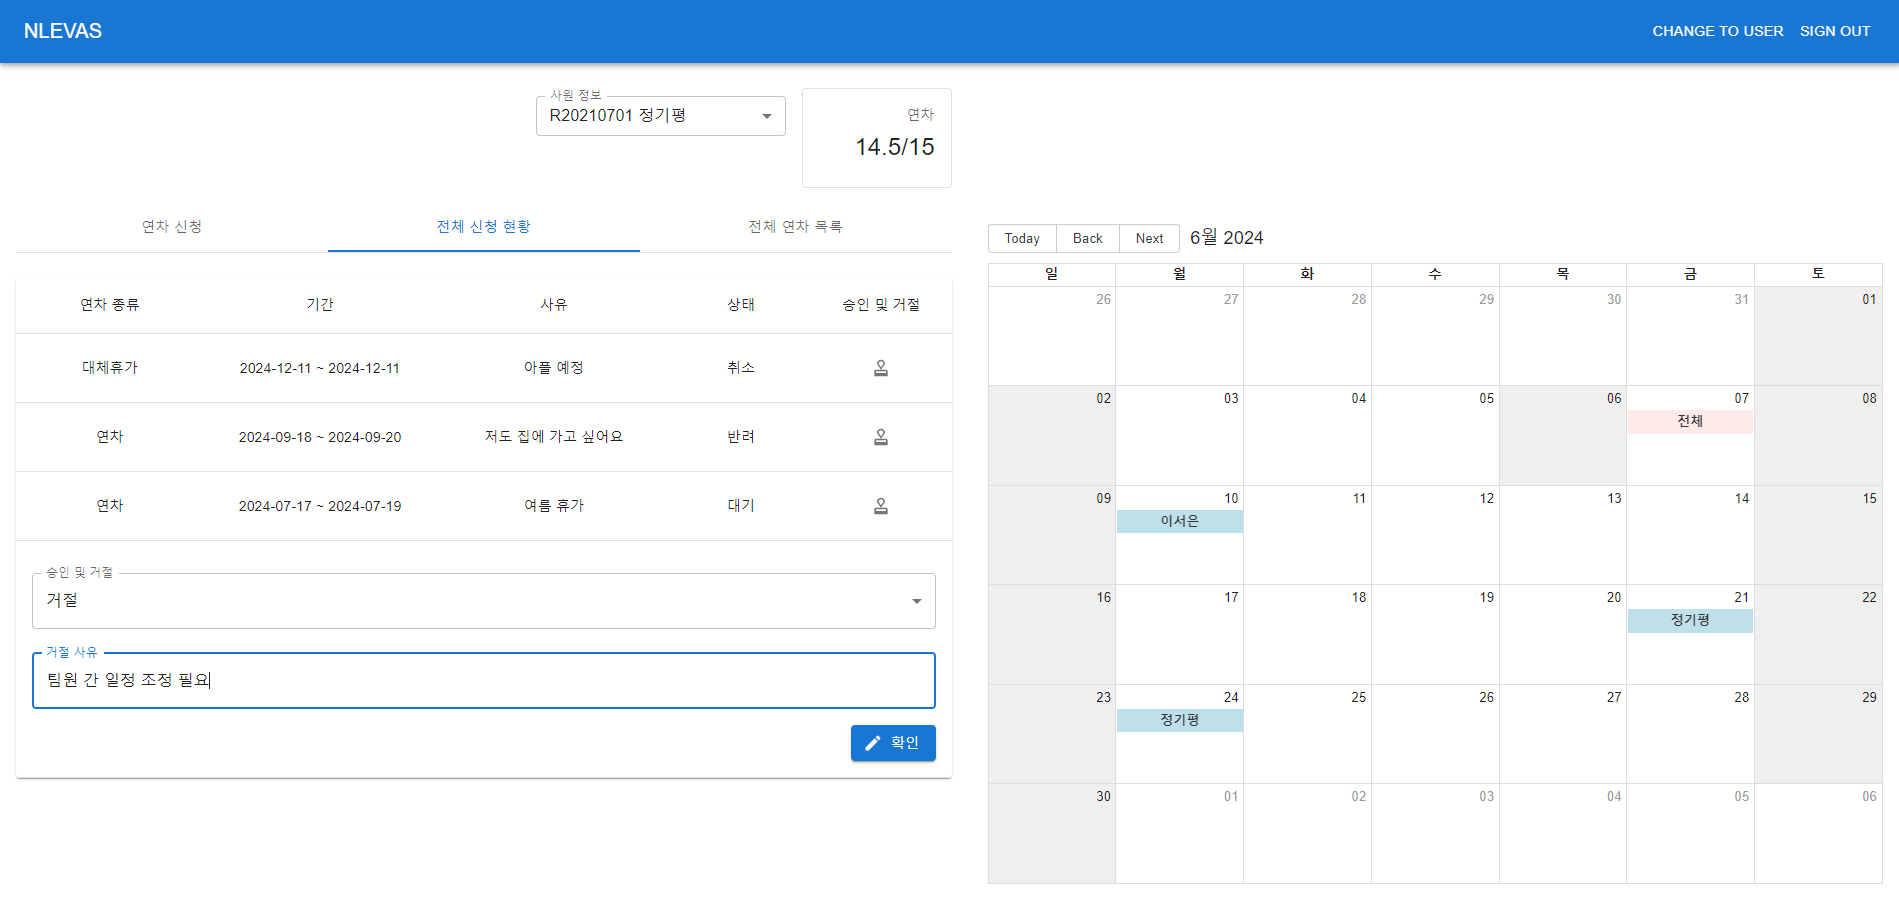 NLEVAS
CHANGE TO USER SIGN OUT
사원 정보
R20210701 정기평
연차
14.5/15
연차 신청 전체 신청 현황 전체 연차 목록
연차 종류 기간 사유 상태 승인 및 거절
대체휴가 2024-12-11 ~ 2024-12-11 아플 예정 취소
연차 2024-09-18 ~ 2024-09-20 저도 집에 가고 싶어요 반려
연차 2024-07-17 ~ 2024-07-19 여름 휴가 대기
승인 및 거절
거절
거절 사유
팀원 간 일정 조정 필요
확인
Today Back Next 6월 2024
일 월 화 수 목 금 토
26 27 28 29 30 31 01
02 03 04 05 06 07 08
전체
09 10 11 12 13 14 15
이서은
16 17 18 19 20 21 22
정기평
23 24 25 26 27 28 29
정기평
30 01 02 03 04 05 06